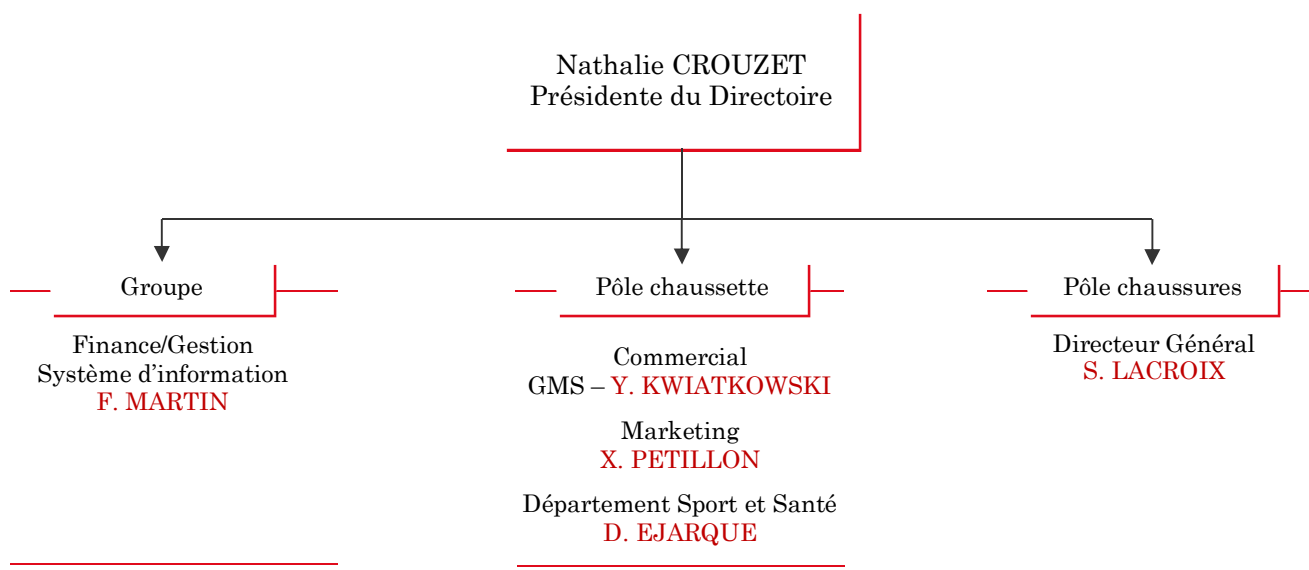 Nathalie CROUZET
Présidente du Directoire
Groupe
Finance/Gestion
Système d’information
F. MARTIN
Pôle chaussette
Commercial
GMS – Y. KWIATKOWSKI
Marketing
X. PETILLON
Département Sport et Santé
D. EJARQUE
Pôle chaussures
Directeur Général
S. LACROIX